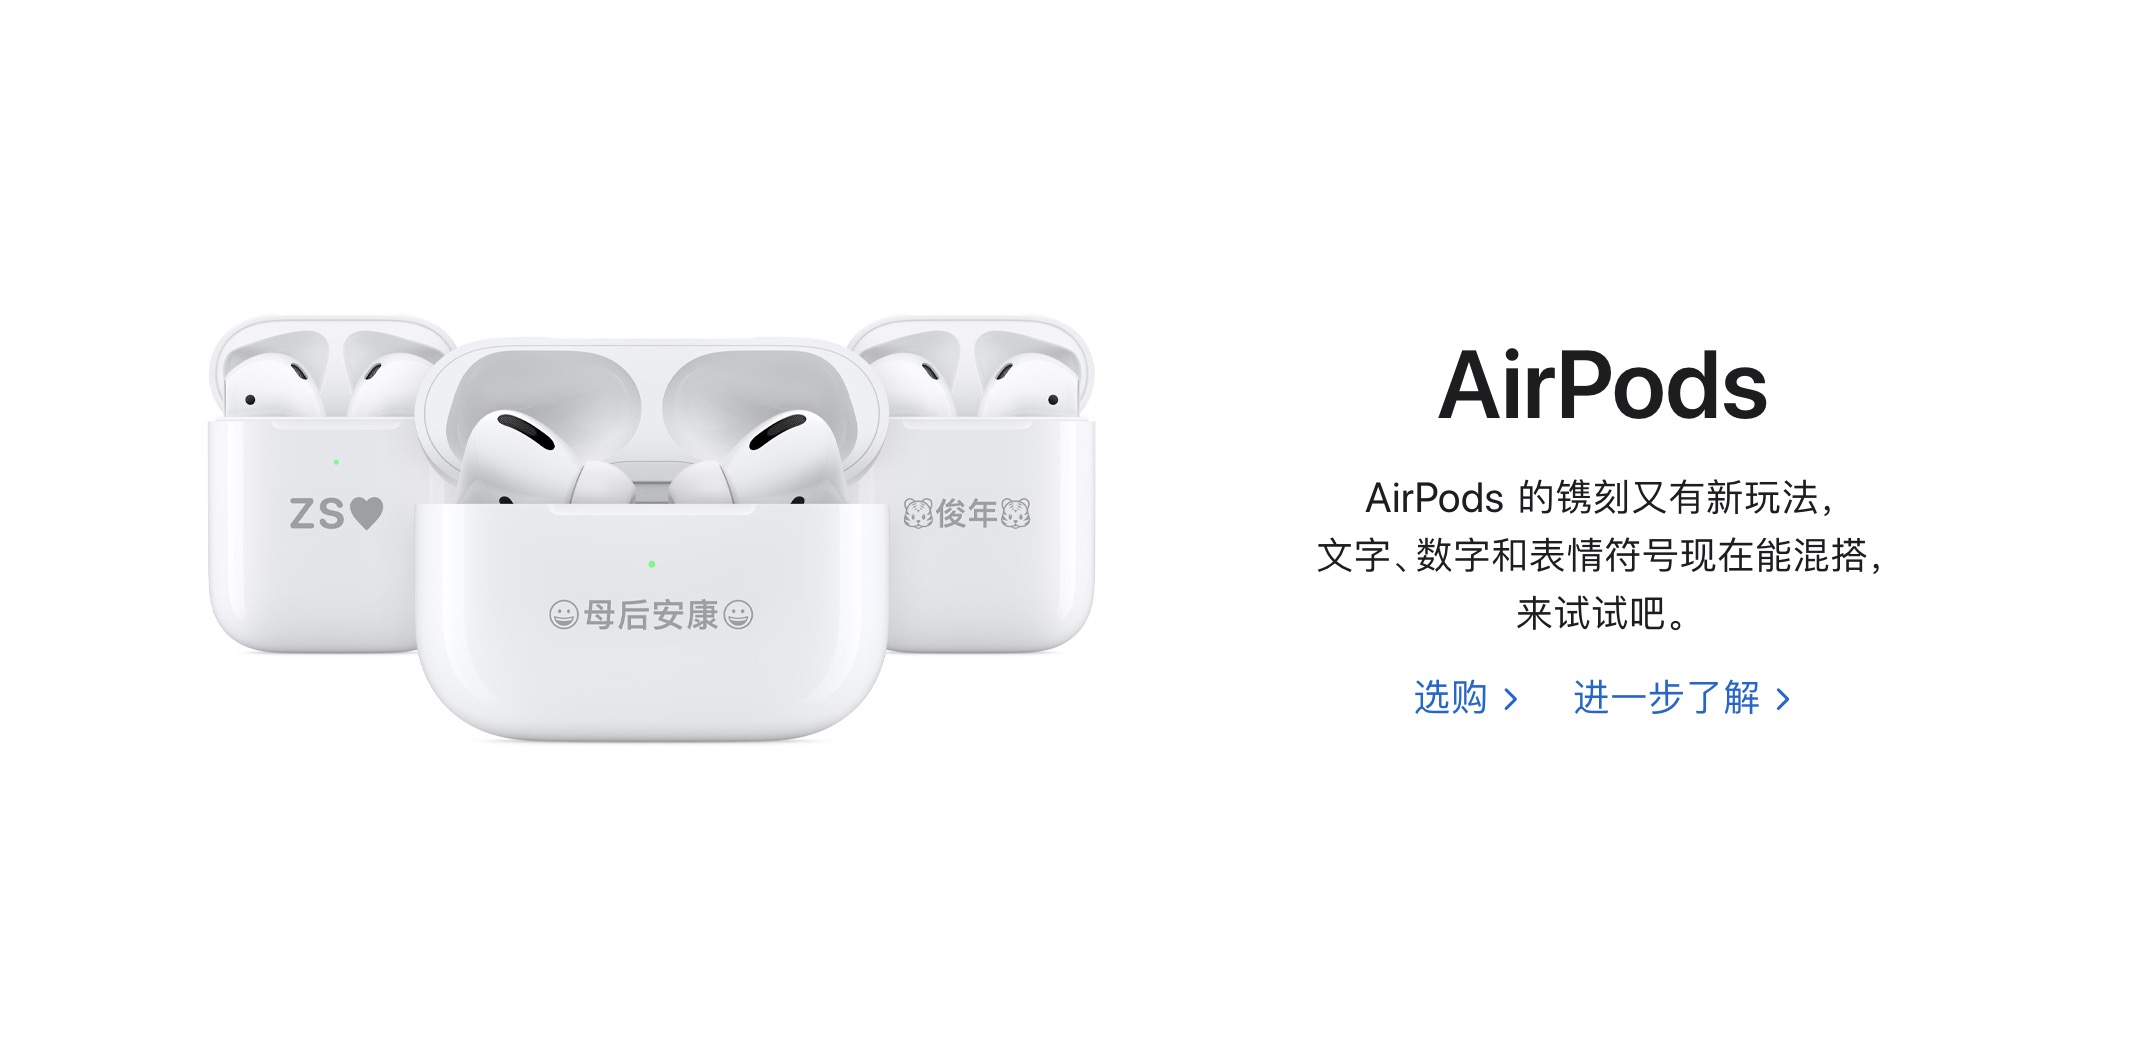 ZS♥
😀母后安康😀
🐯俊年🐯
AirPods
AirPods 的镌刻又有新玩法，
文字、数字和表情符号现在能混搭，
来试试吧。
选购 >
进一步了解 >